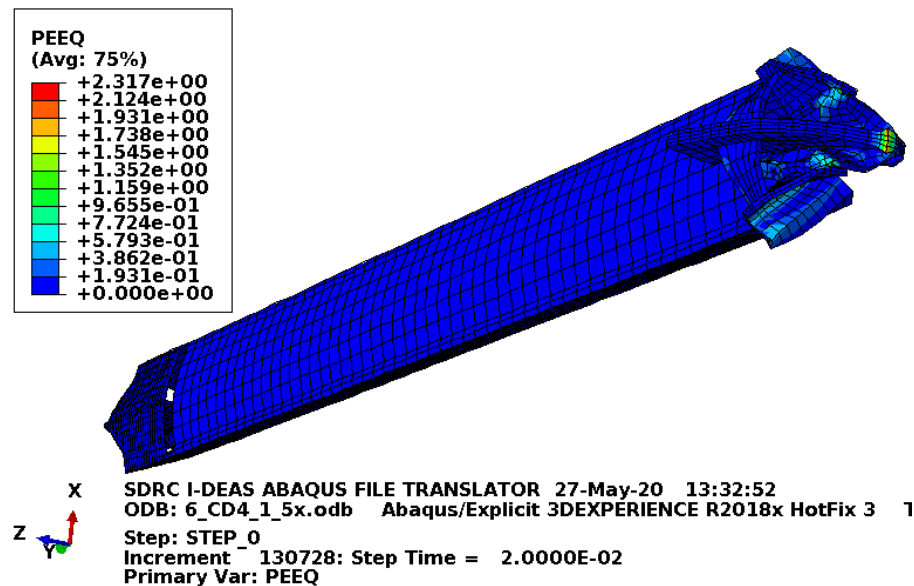 PEEQ
(Avg: 75%)
+2.317e+00
+2.124e+00
+1.931e+00
+1.738e+00
+1.545e+00
+1.352e+00
+1.159e+00
+9.655e-01
+7.724e-01
+5.793e-01
+3.862e-01
+1.931e-01
+0.000e+00
X
Z
Y
SDRC I-DEAS ABAQUS FILE TRANSLATOR 27-May-20 13:32:52
ODB: 6_CD4_1_5x.odb Abaqus/Explicit 3DEXPERIENCE R2018x HotFix 3 T
Step: STEP_0
Increment 130728: Step Time = 2.0000E-02
Primary Var: PEEQ